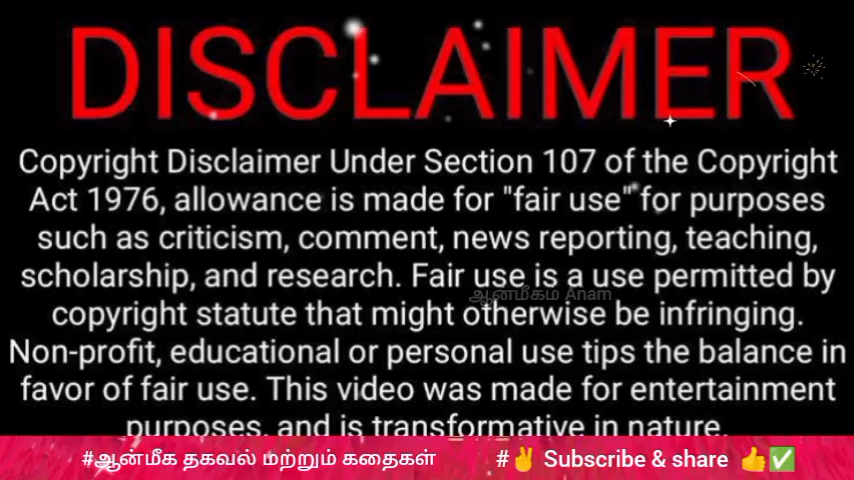 DISCLAIMER
Copyright Disclaimer Under Section 107 of the Copyright
Act 1976, allowance is made for "fair use" for purposes
such as criticism, comment, news reporting, teaching,
scholarship, and research. Fair use is a use permitted by
ஆன்மீகம் Anam
copyright statute that might otherwise be infringing.
Non-profit, educational or personal use tips the balance in
favor of fair use. This video was made for entertainment
purposes, and is transformative in nature.
#ஆன்மீக தகவல் மற்றும் கதைகள் #✌️ Subscribe & share 👍✅